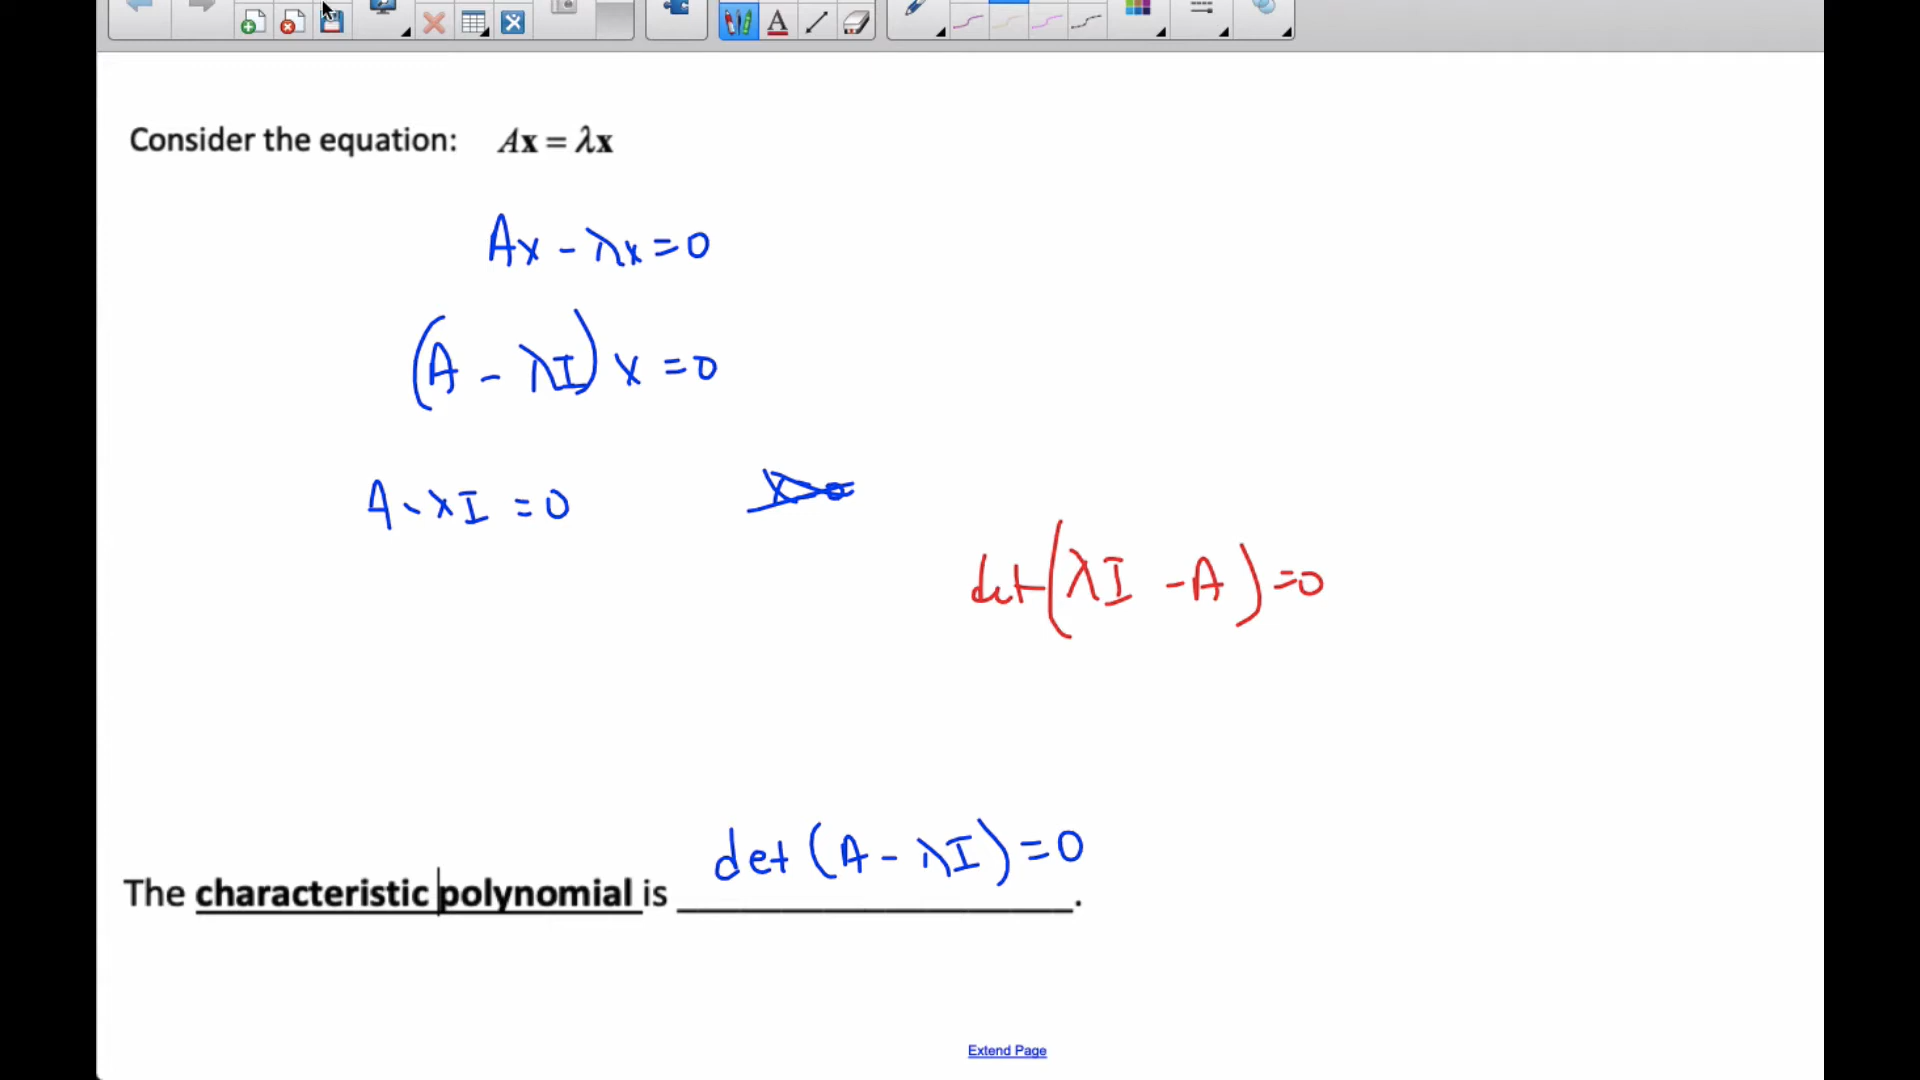 Consider the equation: Ax = λx
Ax - λx = 0
(A - λI) x = 0
A - λI = 0
det(λI - A) = 0
det (A - λI) = 0
The characteristic polynomial is ____________________.
Extend Page